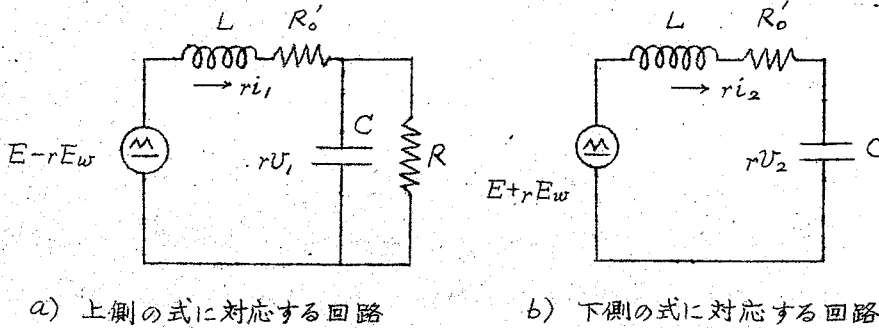 L R₀′
→ ri₁
E−rE_w
rv₁
C
R
a) 上側の式に対応する回路
L R₀′
→ ri₂
E+rE_w
rv₂
C
b) 下側の式に対応する回路